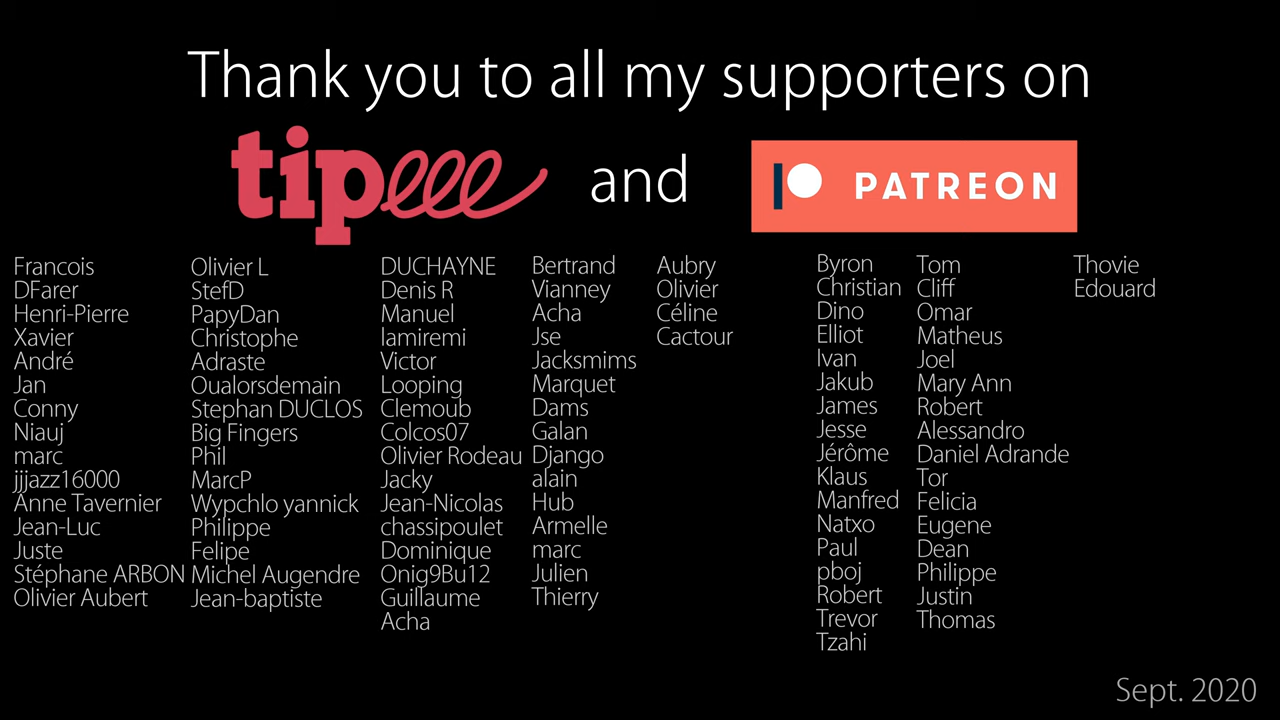 Thank you to all my supporters on
tipeee and PATREON
Francois
DFarer
Henri-Pierre
Xavier
André
Jan
Conny
Niauj
marc
jjjazz16000
Anne Tavernier
Jean-Luc
Juste
Stéphane ARBON
Olivier Aubert
Olivier L
StefD
PapyDan
Christophe
Adraste
Oualorsdemain
Stephan DUCLOS
Big Fingers
Phil
MarcP
Wypchlo yannick
Philippe
Felipe
Michel Augendre
Jean-baptiste
DUCHAYNE
Denis R
Manuel
lamiremi
Victor
Looping
Clemoub
Colcos07
Olivier Rodeau
Jacky
Jean-Nicolas
chassipoulet
Dominique
Onig9Bu12
Guillaume
Acha
Bertrand
Vianney
Acha
Jse
Jacksmims
Marquet
Dams
Galan
Django
alain
Hub
Armelle
marc
Julien
Thierry
Aubry
Olivier
Céline
Cactour
Byron
Christian
Dino
Elliot
Ivan
Jakub
James
Jesse
Jérôme
Klaus
Manfred
Natxo
Paul
pboj
Robert
Trevor
Tzahi
Tom
Cliff
Omar
Matheus
Joel
Mary Ann
Robert
Alessandro
Daniel Adrande
Tor
Felicia
Eugene
Dean
Philippe
Justin
Thomas
Thovie
Edouard
Sept. 2020